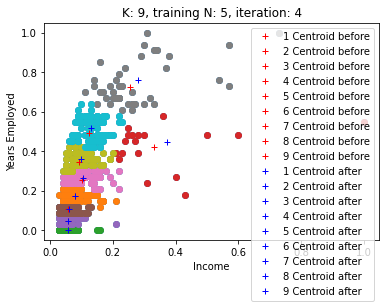 K: 9, training N: 5, iteration: 4
1.0
0.8
0.6
0.4
0.2
0.0
Years Employed
0.0 0.2 0.4 0.6 0.8 1.0
Income
1 Centroid before
2 Centroid before
3 Centroid before
4 Centroid before
5 Centroid before
6 Centroid before
7 Centroid before
8 Centroid before
9 Centroid before
1 Centroid after
2 Centroid after
3 Centroid after
4 Centroid after
5 Centroid after
6 Centroid after
7 Centroid after
8 Centroid after
9 Centroid after